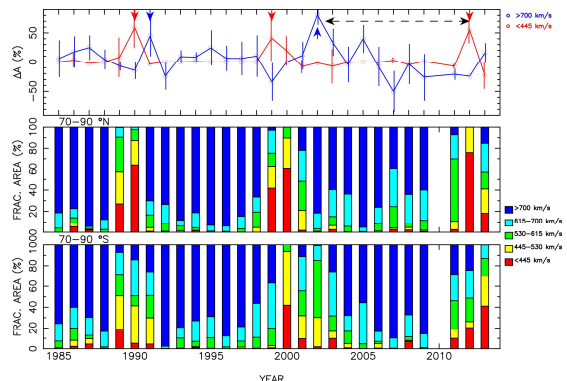 ΔA (%)
50
0
−50
>700 km/s
<445 km/s
70−90 °N
FRAC. AREA (%)
100
80
60
40
20
0
70−90 °S
FRAC. AREA (%)
100
80
60
40
20
0
>700 km/s
615−700 km/s
530−615 km/s
445−530 km/s
<445 km/s
1985 1990 1995 2000 2005 2010
YEAR